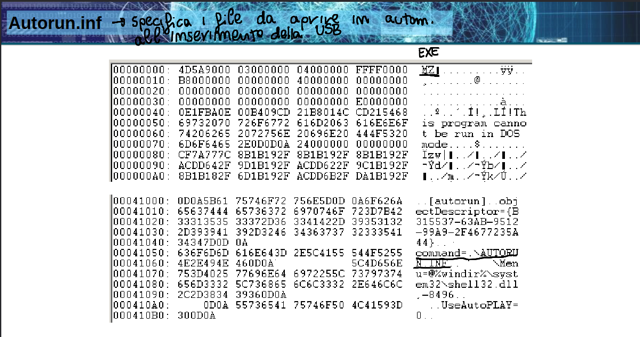 Autorun.inf → specifica i file da aprire in autom.
all'inserimento della USB
EXE
00000000: 4D5A9000 03000000 04000000 FFFF0000 MZ..........ÿÿ..
00000010: B8000000 00000000 40000000 00000000 ........@.......
00000020: 00000000 00000000 00000000 00000000 ................
00000030: 00000000 00000000 00000000 E0000000 ............à...
00000040: 0E1FBA0E 00B409CD 21B8014C CD215468 ..º..´.Í!¸.LÍ!Th
00000050: 69732070 726F6772 616D2063 616E6E6F is program canno
00000060: 74206265 2072756E 20696E20 444F5320 t be run in DOS
00000070: 6D6F6465 2E0D0D0A 24000000 00000000 mode....$.......
00000080: CF7A777C 8B1B192F 8B1B192F 8B1B192F
00000090: ACDD642F 9D1B192F ACDD622F 9C1B192F
000000A0: 8B1B182F 6D1B192F ACDD6B2F DA1B192F
00041000: 0D0A5B61 75746F72 756E5D0D 0A6F626A ..[autorun]..obj
00041010: 65637444 65736372 6970746F 723D7B42 ectDescriptor={B
00041020: 33313535 33372D36 3341422D 39353132 315537-63AB-9512
00041030: 2D393941 392D3246 34363737 32333541 -99A9-2F4677235A
00041040: 34347D0D 0A 44}..
00041050: 636F6D6D 616E643D 2E5C4155 544F5255 command=.\AUTORU
00041060: 4E2E494E 460D0A 5C4D656E N.INF.. \Men
00041070: 753D4025 77696E64 6972255C 73797374 u=@%windir%\syst
00041080: 656D3332 5C736865 6C6C3332 2E646C6C em32\shell32.dll
00041090: 2C2D3834 39360D0A ,-8496..
000410A0: 0D0A 55736541 75746F50 4C41593D ..UseAutoPLAY=
000410B0: 300D0A 0..